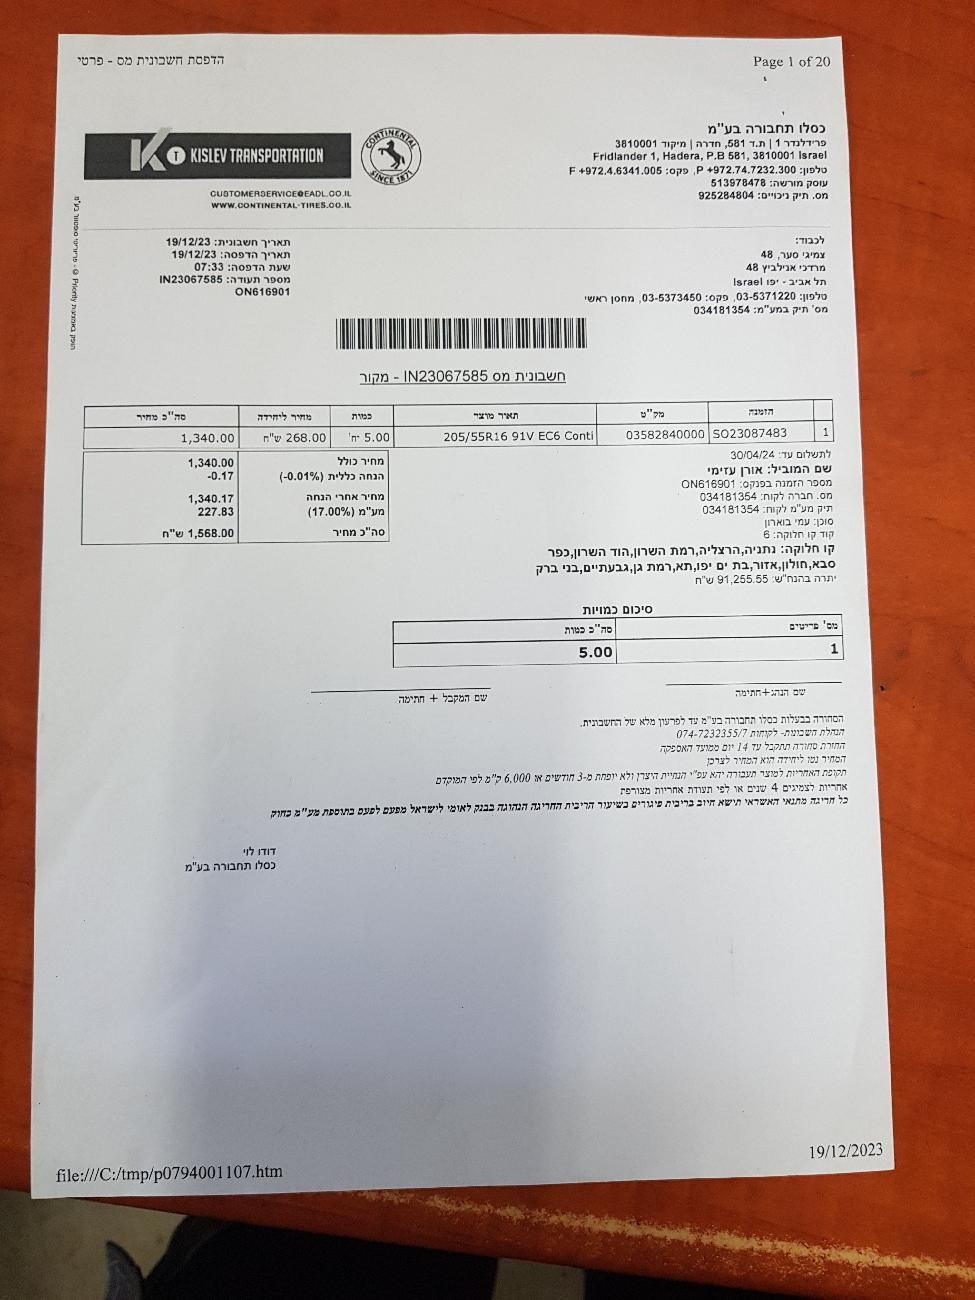 הדפסת חשבונית מס - פרטי
Page 1 of 20
KT KISLEV TRANSPORTATION
CONTINENTAL
SINCE 1871
CUSTOMERSERVICE@EADL.CO.IL
WWW.CONTINENTAL-TIRES.CO.IL
כסלו תחבורה בע"מ
פרידלנדר 1 | ת.ד 581, חדרה | מיקוד 3810001
Fridlander 1, Hadera, P.B 581, 3810001 Israel
טלפון: P +972.74.7232.300, פקס: F +972.4.6341.005
עוסק מורשה: 513978478
מס. תיק ניכויים: 925284804
תאריך חשבונית: 19/12/23
תאריך הדפסה: 19/12/23
שעת הדפסה: 07:33
מספר תעודה: IN23067585
ON616901
לכבוד:
צמיגי סער, 48
מרדכי אנילביץ 48
תל אביב - יפו Israel
טלפון: 03-5371220, פקס: 03-5373450, מחסן ראשי
מס' תיק במע"מ: 034181354
חשבונית מס IN23067585 - מקור
הזמנה מק"ט תאור מוצר כמות מחיר ליחידה סה"כ מחיר
1 SO23087483 03582840000 205/55R16 91V EC6 Conti 5.00 יח' 268.00 ש"ח 1,340.00
מחיר כולל 1,340.00
הנחה כללית (-0.01%) -0.17
מחיר אחרי הנחה 1,340.17
מע"מ (17.00%) 227.83
סה"כ מחיר 1,568.00 ש"ח
לתשלום עד: 30/04/24
שם המוביל: אורן עזימי
מספר הזמנה בפנקס: ON616901
מס. חברה לקוח: 034181354
תיק מע"מ לקוח: 034181354
סוכן: עמי בוארון
קוד קו חלוקה: 6
קו חלוקה: נתניה,הרצליה,רמת השרון,הוד השרון,כפר
סבא,חולון,אזור,בת ים יפו,תא,רמת גן,גבעתיים,בני ברק
יתרה בהנח"ש: 91,255.55 ש"ח
סיכום כמויות
מס' פריטים סה"כ כמות
1 5.00
שם הנהג+חתימה
שם המקבל + חתימה
הסחורה בבעלות כסלו תחבורה בע"מ עד לפרעון מלא של החשבונית.
הנהלת חשבונות- לקוחות 074-7232355/7
החזרת סחורה תתקבל עד 14 יום ממועד האספקה
המחיר נטו ליחידה הוא המחיר לצרכן
תקופת האחריות למוצר תעבורה יהא עפ"י הנחיית היצרן ולא יופחת מ-3 חודשים או 6,000 ק"מ לפי המוקדם
אחריות לצמיגים 4 שנים או לפי תעודת אחריות מצורפת
כל חריגה מתנאי האשראי תישא חיוב בריבית פיגורים בשיעור הריבית החריגה הנהוגה בבנק לאומי לישראל מפעם לפעם בתוספת מע"מ כחוק
דודו לוי
כסלו תחבורה בע"מ
19/12/2023
file:///C:/tmp/p0794001107.htm